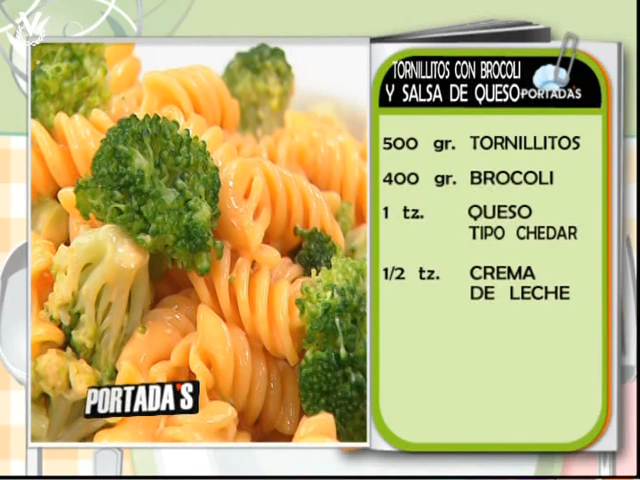 TORNILLITOS CON BROCOLI
Y SALSA DE QUESO
PORTADAS
500 gr. TORNILLITOS
400 gr. BROCOLI
1 tz. QUESO
TIPO CHEDAR
1/2 tz. CREMA
DE LECHE
PORTADA'S